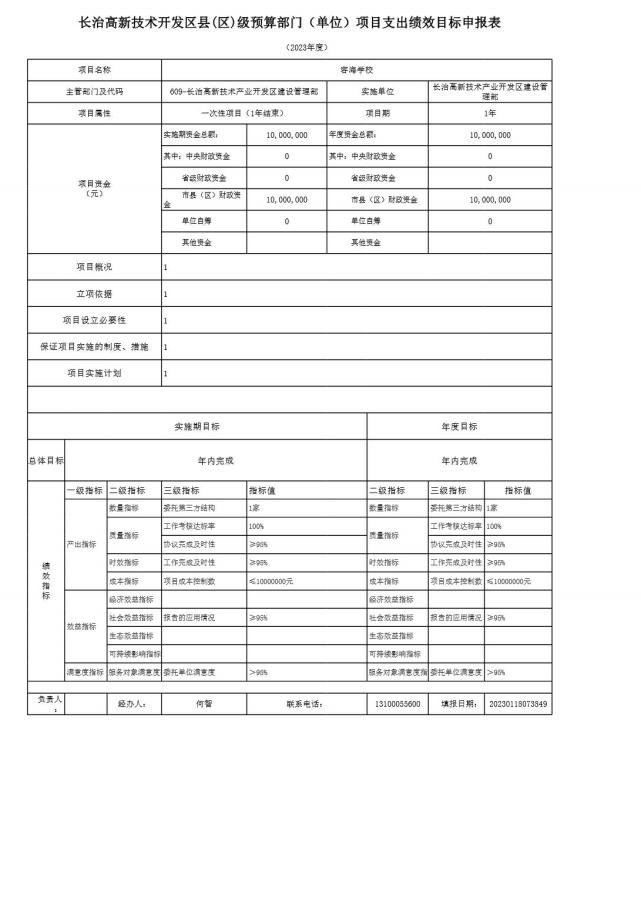 长治高新技术开发区县(区)级预算部门（单位）项目支出绩效目标申报表
（2023年度）
项目名称 容海学校
主管部门及代码 609-长治高新技术产业开发区建设管理部 实施单位 长治高新技术产业开发区建设管理部
项目属性 一次性项目（1年结束） 项目期 1年
项目资金（元） 实施期资金总额： 10,000,000 年度资金总额： 10,000,000
其中：中央财政资金 0 其中：中央财政资金 0
省级财政资金 0 省级财政资金 0
市县（区）财政资金 10,000,000 市县（区）财政资金 10,000,000
单位自筹 0 单位自筹 0
其他资金 其他资金
项目概况 1
立项依据 1
项目设立必要性 1
保证项目实施的制度、措施 1
项目实施计划 1
实施期目标 年度目标
总体目标 年内完成 年内完成
绩效指标 一级指标 二级指标 三级指标 指标值 二级指标 三级指标 指标值
产出指标 数量指标 委托第三方结构 1家 数量指标 委托第三方结构 1家
质量指标 工作考核达标率 100% 质量指标 工作考核达标率 100%
协议完成及时性 ≥95% 协议完成及时性 ≥95%
时效指标 工作完成及时性 ≥95% 时效指标 工作完成及时性 ≥95%
成本指标 项目成本控制数 ≤10000000元 成本指标 项目成本控制数 ≤10000000元
效益指标 经济效益指标 经济效益指标
社会效益指标 报告的应用情况 ≥95% 社会效益指标 报告的应用情况 ≥95%
生态效益指标 生态效益指标
可持续影响指标 可持续影响指标
满意度指标 服务对象满意度 委托单位满意度 >95% 服务对象满意度指 委托单位满意度 >95%
负责人： 经办人： 何智 联系电话： 13100055600 填报日期： 20230118073849